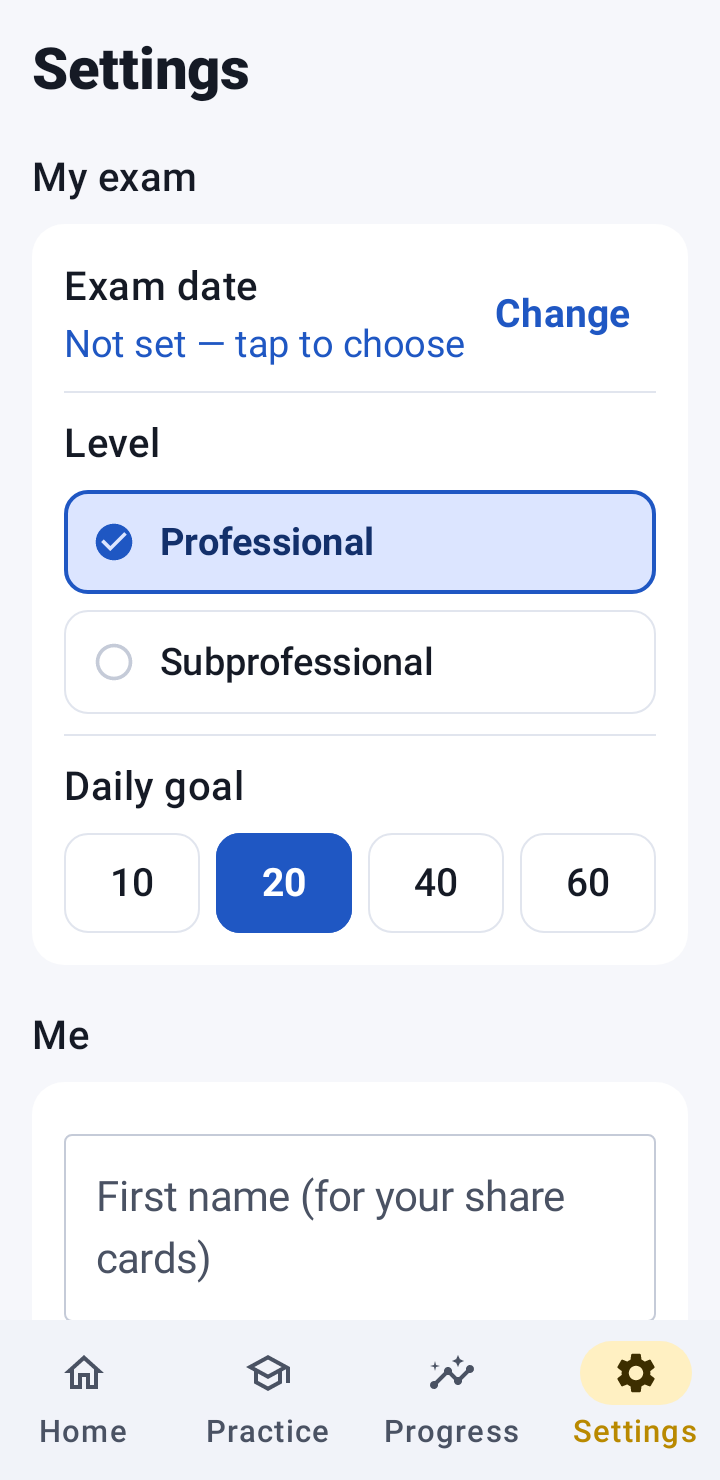 Settings
My exam
Exam date
Not set — tap to choose
Change
Level
Professional
Subprofessional
Daily goal
10 20 40 60
Me
First name (for your share
cards)
Home Practice Progress Settings